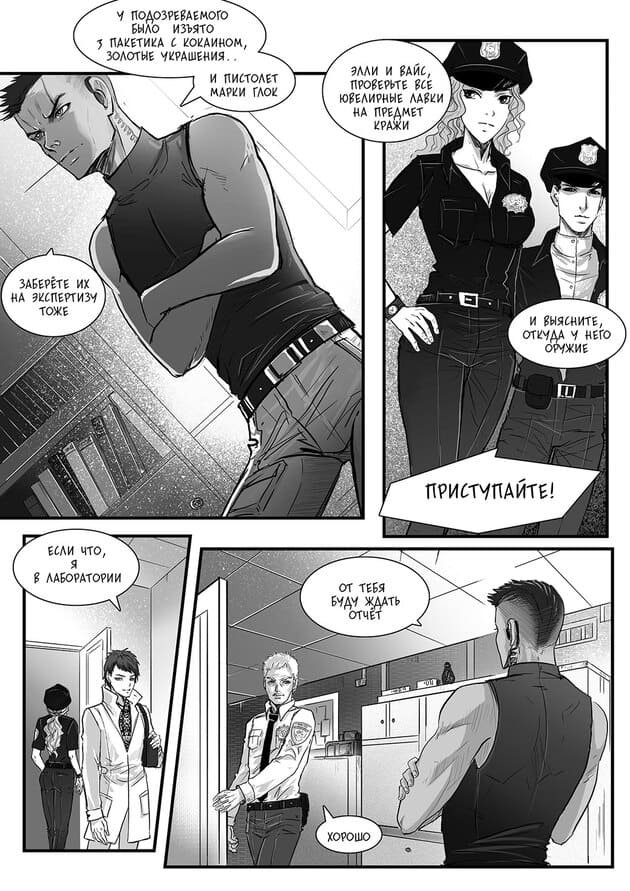 У ПОДОЗРЕВАЕМОГО
БЫЛО ИЗЪЯТО
3 ПАКЕТИКА С КОКАИНОМ,
ЗОЛОТЫЕ УКРАШЕНИЯ..
И ПИСТОЛЕТ
МАРКИ ГЛОК
ЗАБЕРЁТЕ ИХ
НА ЭКСПЕРТИЗУ
ТОЖЕ
ЭЛЛИ И ВАЙС,
ПРОВЕРЬТЕ ВСЕ
ЮВЕЛИРНЫЕ ЛАВКИ
НА ПРЕДМЕТ
КРАЖИ
И ВЫЯСНИТЕ,
ОТКУДА У НЕГО
ОРУЖИЕ
ПРИСТУПАЙТЕ!
ЕСЛИ ЧТО,
Я
В ЛАБОРАТОРИИ
ОТ ТЕБЯ
БУДУ ЖДАТЬ
ОТЧЁТ
ХОРОШО